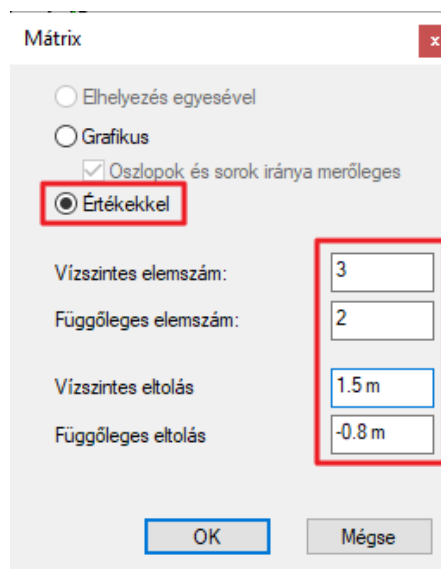 Mátrix
x
Elhelyezés egyesével
Grafikus
Oszlopok és sorok iránya merőleges
Értékekkel
Vízszintes elemszám: 3
Függőleges elemszám: 2
Vízszintes eltolás 1.5 m
Függőleges eltolás -0.8 m
OK Mégse